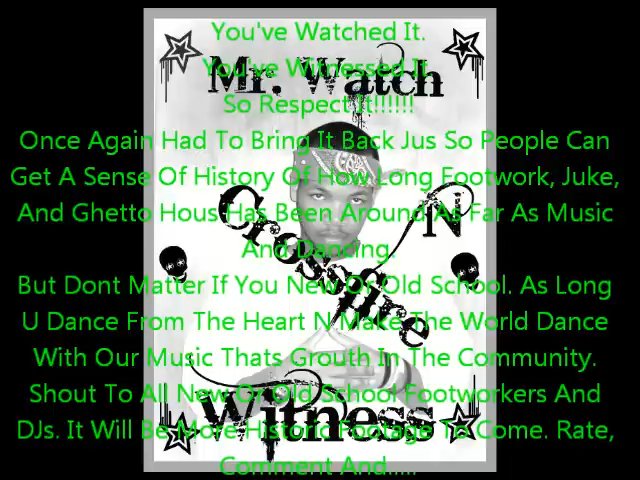 You've Watched It.
You've Witnessed It.
Mr. Watch
So Respect It!!!!!!
Once Again Had To Bring It Back Jus So People Can
Get A Sense Of History Of How Long Footwork, Juke,
And Ghetto Hous Has Been Around As Far As Music
And Dancing.
Crossfire N
But Dont Matter If You New Or Old School. As Long
U Dance From The Heart N Make The World Dance
With Our Music Thats Grouth In The Community.
Shout To All New Or Old School Footworkers And
Witness
DJs. It Will Be More Historic Footage To Come. Rate,
Comment And.....